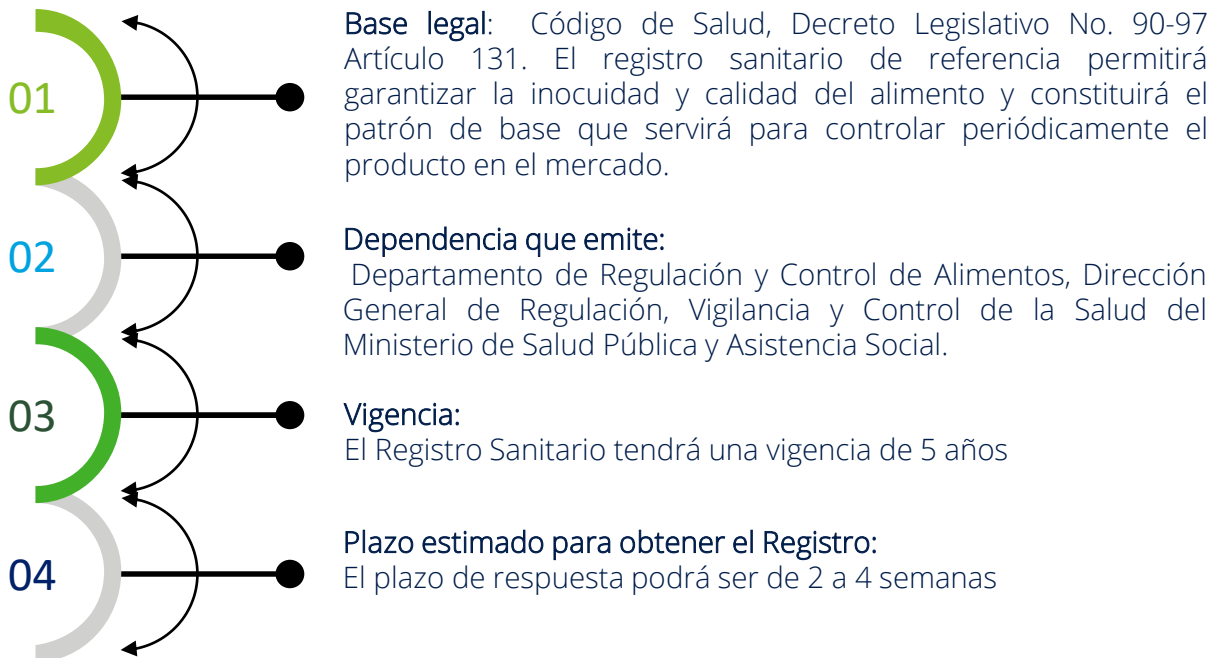 01
Base legal: Código de Salud, Decreto Legislativo No. 90-97
Artículo 131. El registro sanitario de referencia permitirá
garantizar la inocuidad y calidad del alimento y constituirá el
patrón de base que servirá para controlar periódicamente el
producto en el mercado.
02
Dependencia que emite:
Departamento de Regulación y Control de Alimentos, Dirección
General de Regulación, Vigilancia y Control de la Salud del
Ministerio de Salud Pública y Asistencia Social.
03
Vigencia:
El Registro Sanitario tendrá una vigencia de 5 años
04
Plazo estimado para obtener el Registro:
El plazo de respuesta podrá ser de 2 a 4 semanas